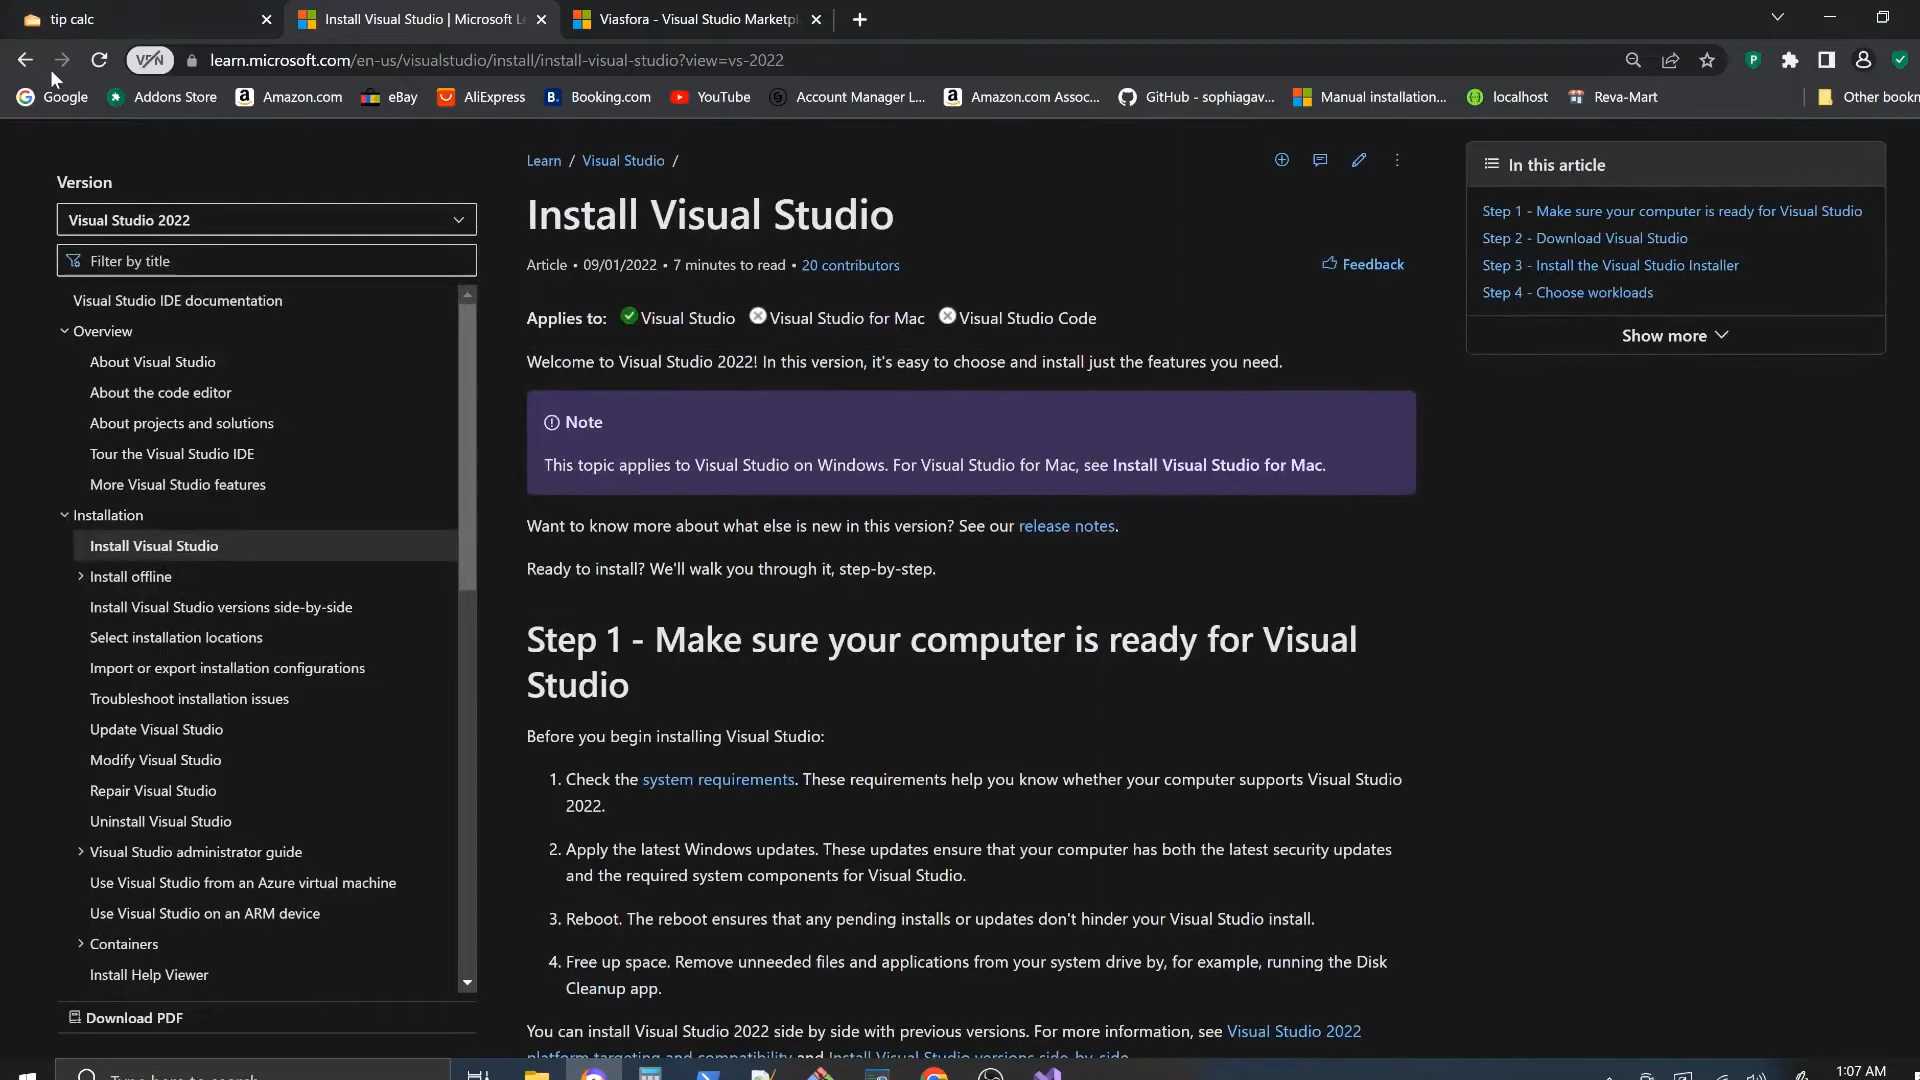 tip calc
Install Visual Studio | Microsoft Le
Viasfora - Visual Studio Marketpl
VPN
learn.microsoft.com/en-us/visualstudio/install/install-visual-studio?view=vs-2022
Google
Addons Store
Amazon.com
eBay
AliExpress
B.
Booking.com
YouTube
Account Manager L...
Amazon.com Assoc...
GitHub - sophiagav...
Manual installation...
localhost
Reva-Mart
Other bookn
Version
Visual Studio 2022
Filter by title
Visual Studio IDE documentation
Overview
About Visual Studio
About the code editor
About projects and solutions
Tour the Visual Studio IDE
More Visual Studio features
Installation
Install Visual Studio
Install offline
Install Visual Studio versions side-by-side
Select installation locations
Import or export installation configurations
Troubleshoot installation issues
Update Visual Studio
Modify Visual Studio
Repair Visual Studio
Uninstall Visual Studio
Visual Studio administrator guide
Use Visual Studio from an Azure virtual machine
Use Visual Studio on an ARM device
Containers
Install Help Viewer
Download PDF
Learn / Visual Studio /
Install Visual Studio
Article • 09/01/2022 • 7 minutes to read • 20 contributors
Feedback
Applies to: Visual Studio Visual Studio for Mac Visual Studio Code
Welcome to Visual Studio 2022! In this version, it's easy to choose and install just the features you need.
Note
This topic applies to Visual Studio on Windows. For Visual Studio for Mac, see Install Visual Studio for Mac.
Want to know more about what else is new in this version? See our release notes.
Ready to install? We'll walk you through it, step-by-step.
Step 1 - Make sure your computer is ready for Visual
Studio
Before you begin installing Visual Studio:
1. Check the system requirements. These requirements help you know whether your computer supports Visual Studio
2022.
2. Apply the latest Windows updates. These updates ensure that your computer has both the latest security updates
and the required system components for Visual Studio.
3. Reboot. The reboot ensures that any pending installs or updates don't hinder your Visual Studio install.
4. Free up space. Remove unneeded files and applications from your system drive by, for example, running the Disk
Cleanup app.
You can install Visual Studio 2022 side by side with previous versions. For more information, see Visual Studio 2022
platform targeting and compatibility and Install Visual Studio versions side-by-side.
In this article
Step 1 - Make sure your computer is ready for Visual Studio
Step 2 - Download Visual Studio
Step 3 - Install the Visual Studio Installer
Step 4 - Choose workloads
Show more
Type here to search
1:07 AM